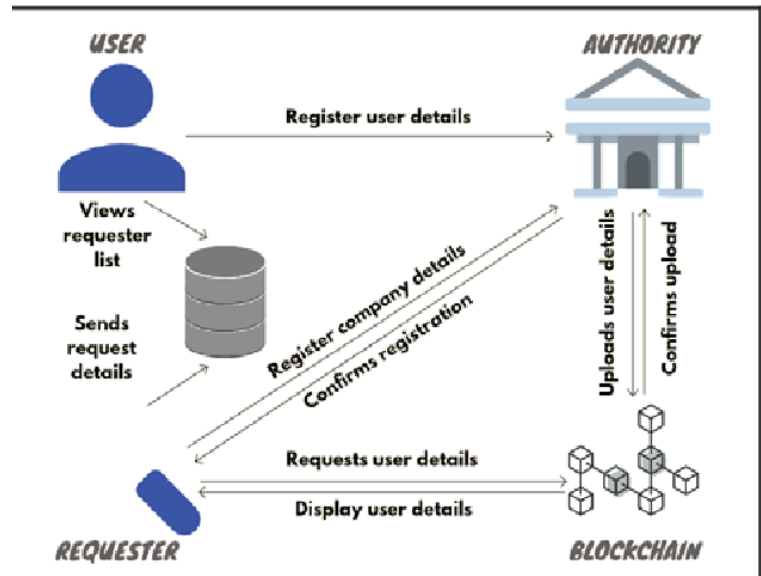 USER
AUTHORITY
Register user details
Views
requester
list
Sends
request
details
Register company details
Confirms registration
Uploads user details
Confirms upload
Requests user details
Display user details
REQUESTER
BLOCKCHAIN